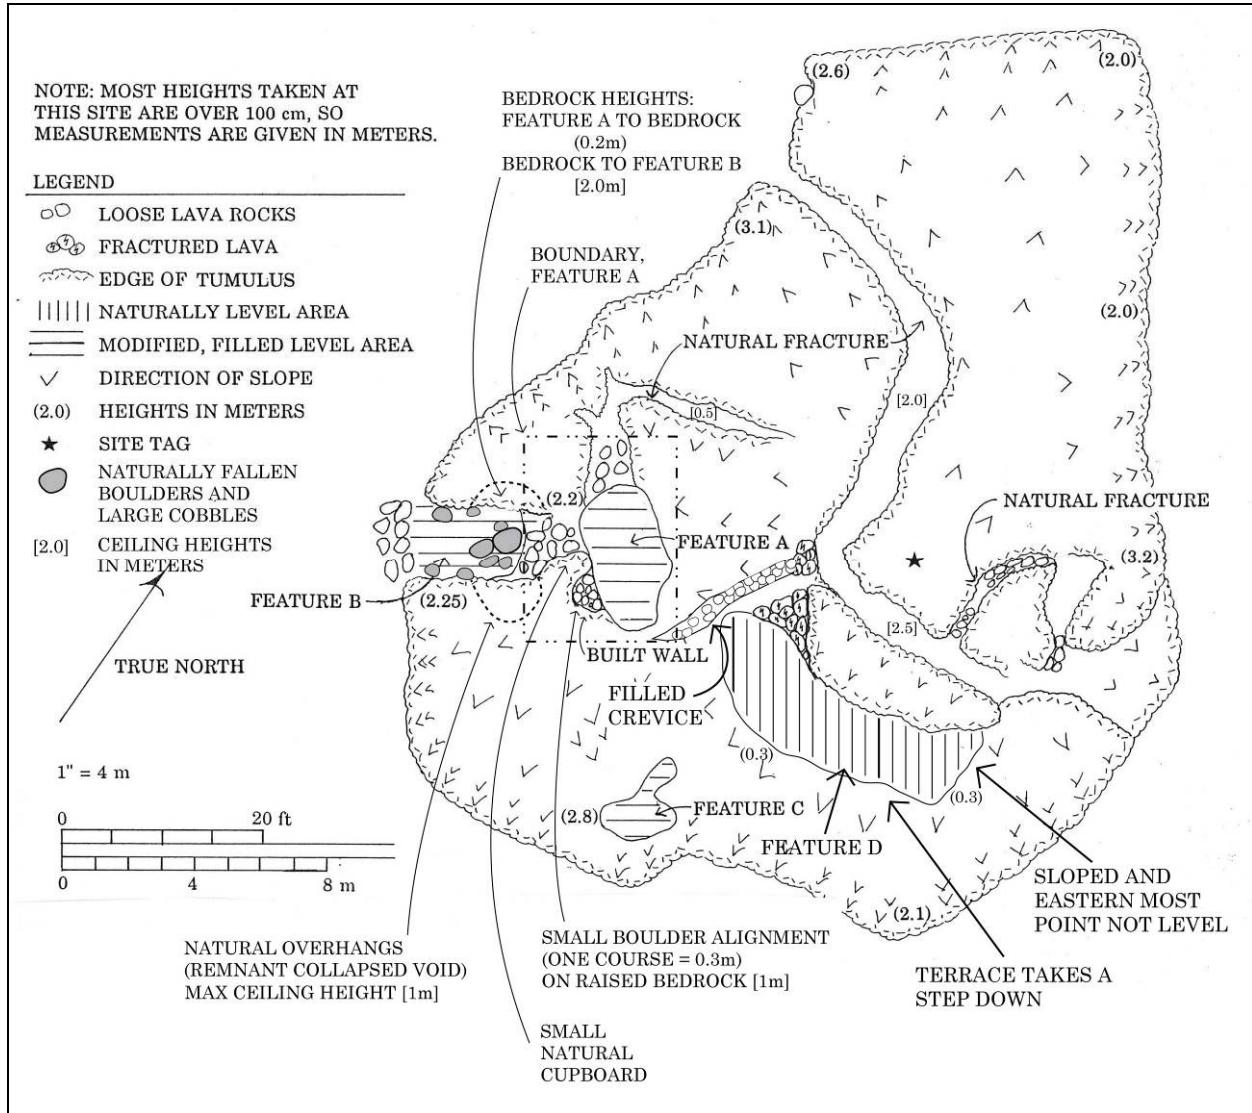 NOTE: MOST HEIGHTS TAKEN AT
THIS SITE ARE OVER 100 cm, SO
MEASUREMENTS ARE GIVEN IN METERS.
LEGEND
LOOSE LAVA ROCKS
FRACTURED LAVA
EDGE OF TUMULUS
NATURALLY LEVEL AREA
MODIFIED, FILLED LEVEL AREA
DIRECTION OF SLOPE
(2.0) HEIGHTS IN METERS
SITE TAG
NATURALLY FALLEN
BOULDERS AND
LARGE COBBLES
[2.0] CEILING HEIGHTS
IN METERS
TRUE NORTH
1" = 4 m
0 20 ft
0 4 8 m
BEDROCK HEIGHTS:
FEATURE A TO BEDROCK
(0.2m)
BEDROCK TO FEATURE B
[2.0m]
BOUNDARY,
FEATURE A
(2.6)
(2.0)
(3.1)
(2.0)
NATURAL FRACTURE
[0.5]
[2.0]
(2.2)
NATURAL FRACTURE
FEATURE A
(3.2)
FEATURE B
(2.25)
[2.5]
BUILT WALL
FILLED
CREVICE
(0.3)
(0.3)
(2.8)
FEATURE C
FEATURE D
(2.1)
SLOPED AND
EASTERN MOST
POINT NOT LEVEL
TERRACE TAKES A
STEP DOWN
NATURAL OVERHANGS
(REMNANT COLLAPSED VOID)
MAX CEILING HEIGHT [1m]
SMALL BOULDER ALIGNMENT
(ONE COURSE = 0.3m)
ON RAISED BEDROCK [1m]
SMALL
NATURAL
CUPBOARD